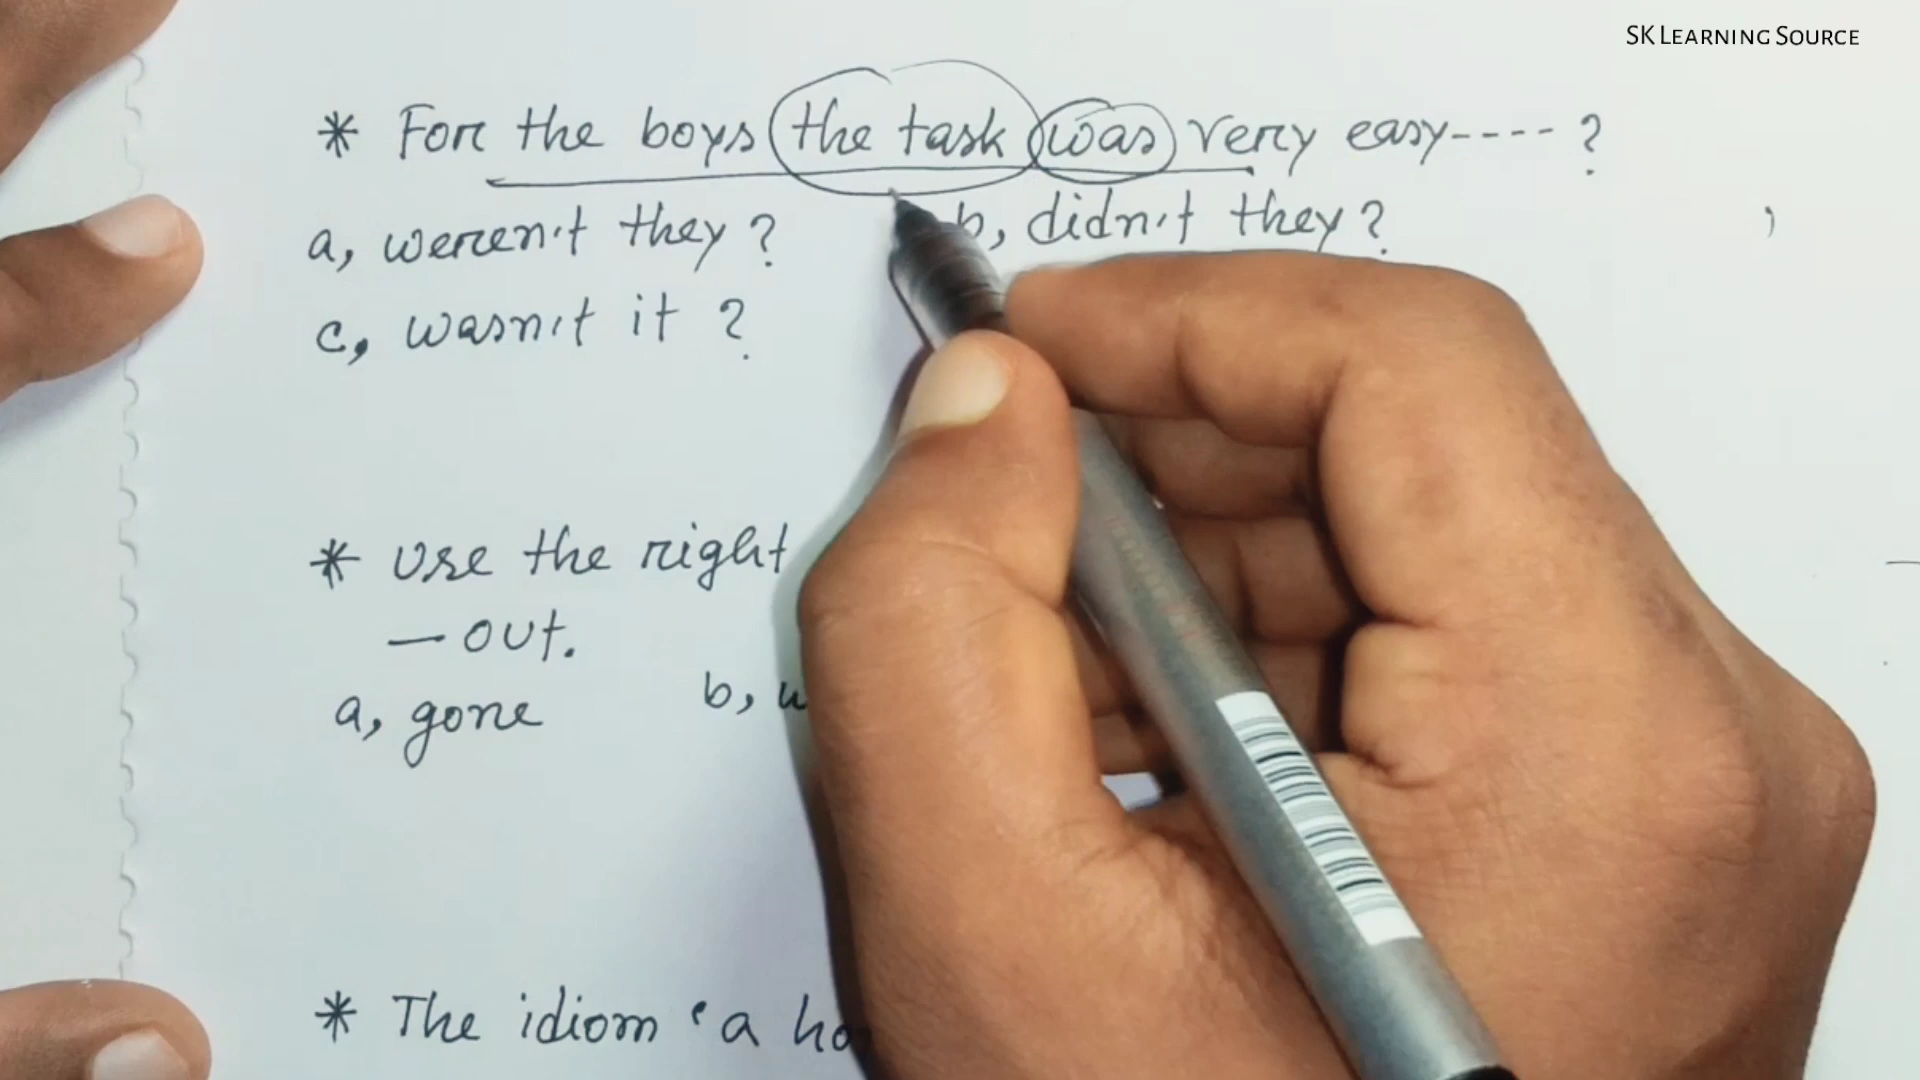 SK LEARNING SOURCE
* For the boys the task was very easy---- ?
a, weren't they ? b, didn't they ?
c, wasn't it ?
* Use the right
— out.
a, gone b,
* The idiom 'a